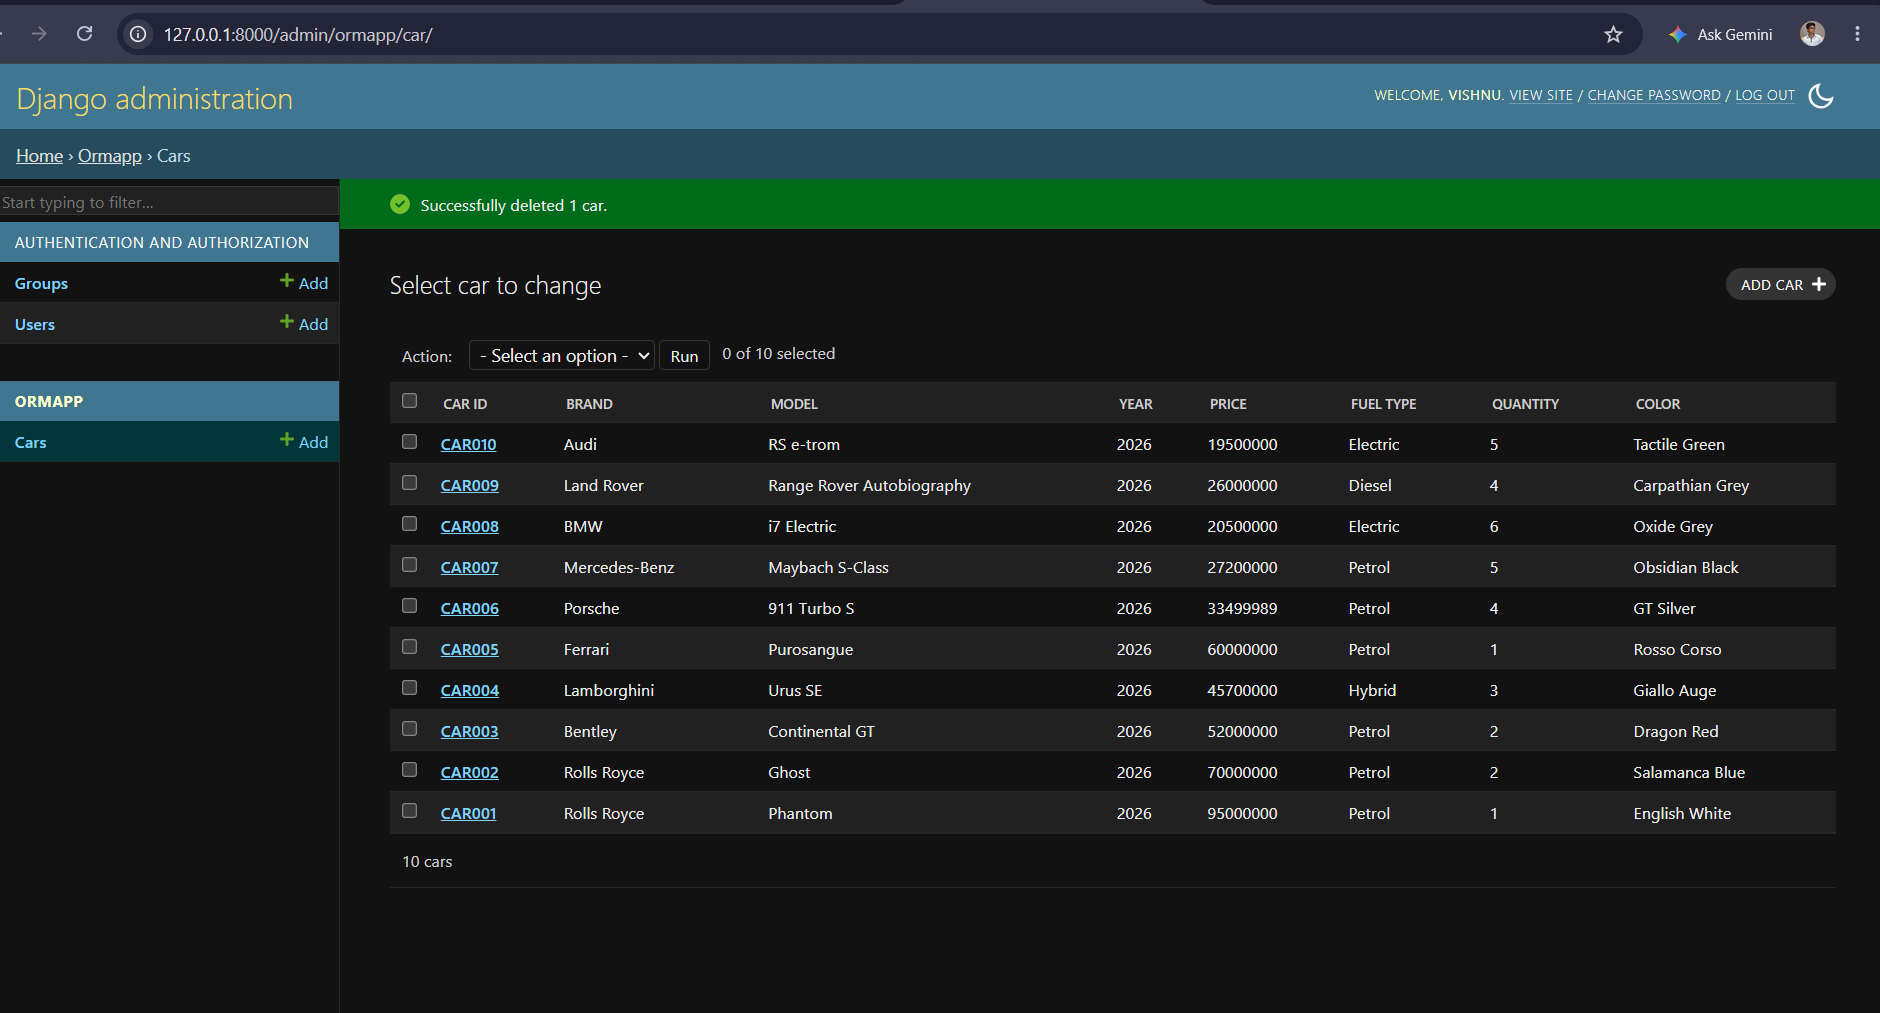 127.0.0.1:8000/admin/ormapp/car/
Ask Gemini
Django administration
WELCOME, VISHNU. VIEW SITE / CHANGE PASSWORD / LOG OUT
Home › Ormapp › Cars
Start typing to filter...
Successfully deleted 1 car.
AUTHENTICATION AND AUTHORIZATION
Groups + Add
Users + Add
ORMAPP
Cars + Add
Select car to change
ADD CAR +
Action: - Select an option - Run 0 of 10 selected
CAR ID BRAND MODEL YEAR PRICE FUEL TYPE QUANTITY COLOR
CAR010 Audi RS e-trom 2026 19500000 Electric 5 Tactile Green
CAR009 Land Rover Range Rover Autobiography 2026 26000000 Diesel 4 Carpathian Grey
CAR008 BMW i7 Electric 2026 20500000 Electric 6 Oxide Grey
CAR007 Mercedes-Benz Maybach S-Class 2026 27200000 Petrol 5 Obsidian Black
CAR006 Porsche 911 Turbo S 2026 33499989 Petrol 4 GT Silver
CAR005 Ferrari Purosangue 2026 60000000 Petrol 1 Rosso Corso
CAR004 Lamborghini Urus SE 2026 45700000 Hybrid 3 Giallo Auge
CAR003 Bentley Continental GT 2026 52000000 Petrol 2 Dragon Red
CAR002 Rolls Royce Ghost 2026 70000000 Petrol 2 Salamanca Blue
CAR001 Rolls Royce Phantom 2026 95000000 Petrol 1 English White
10 cars